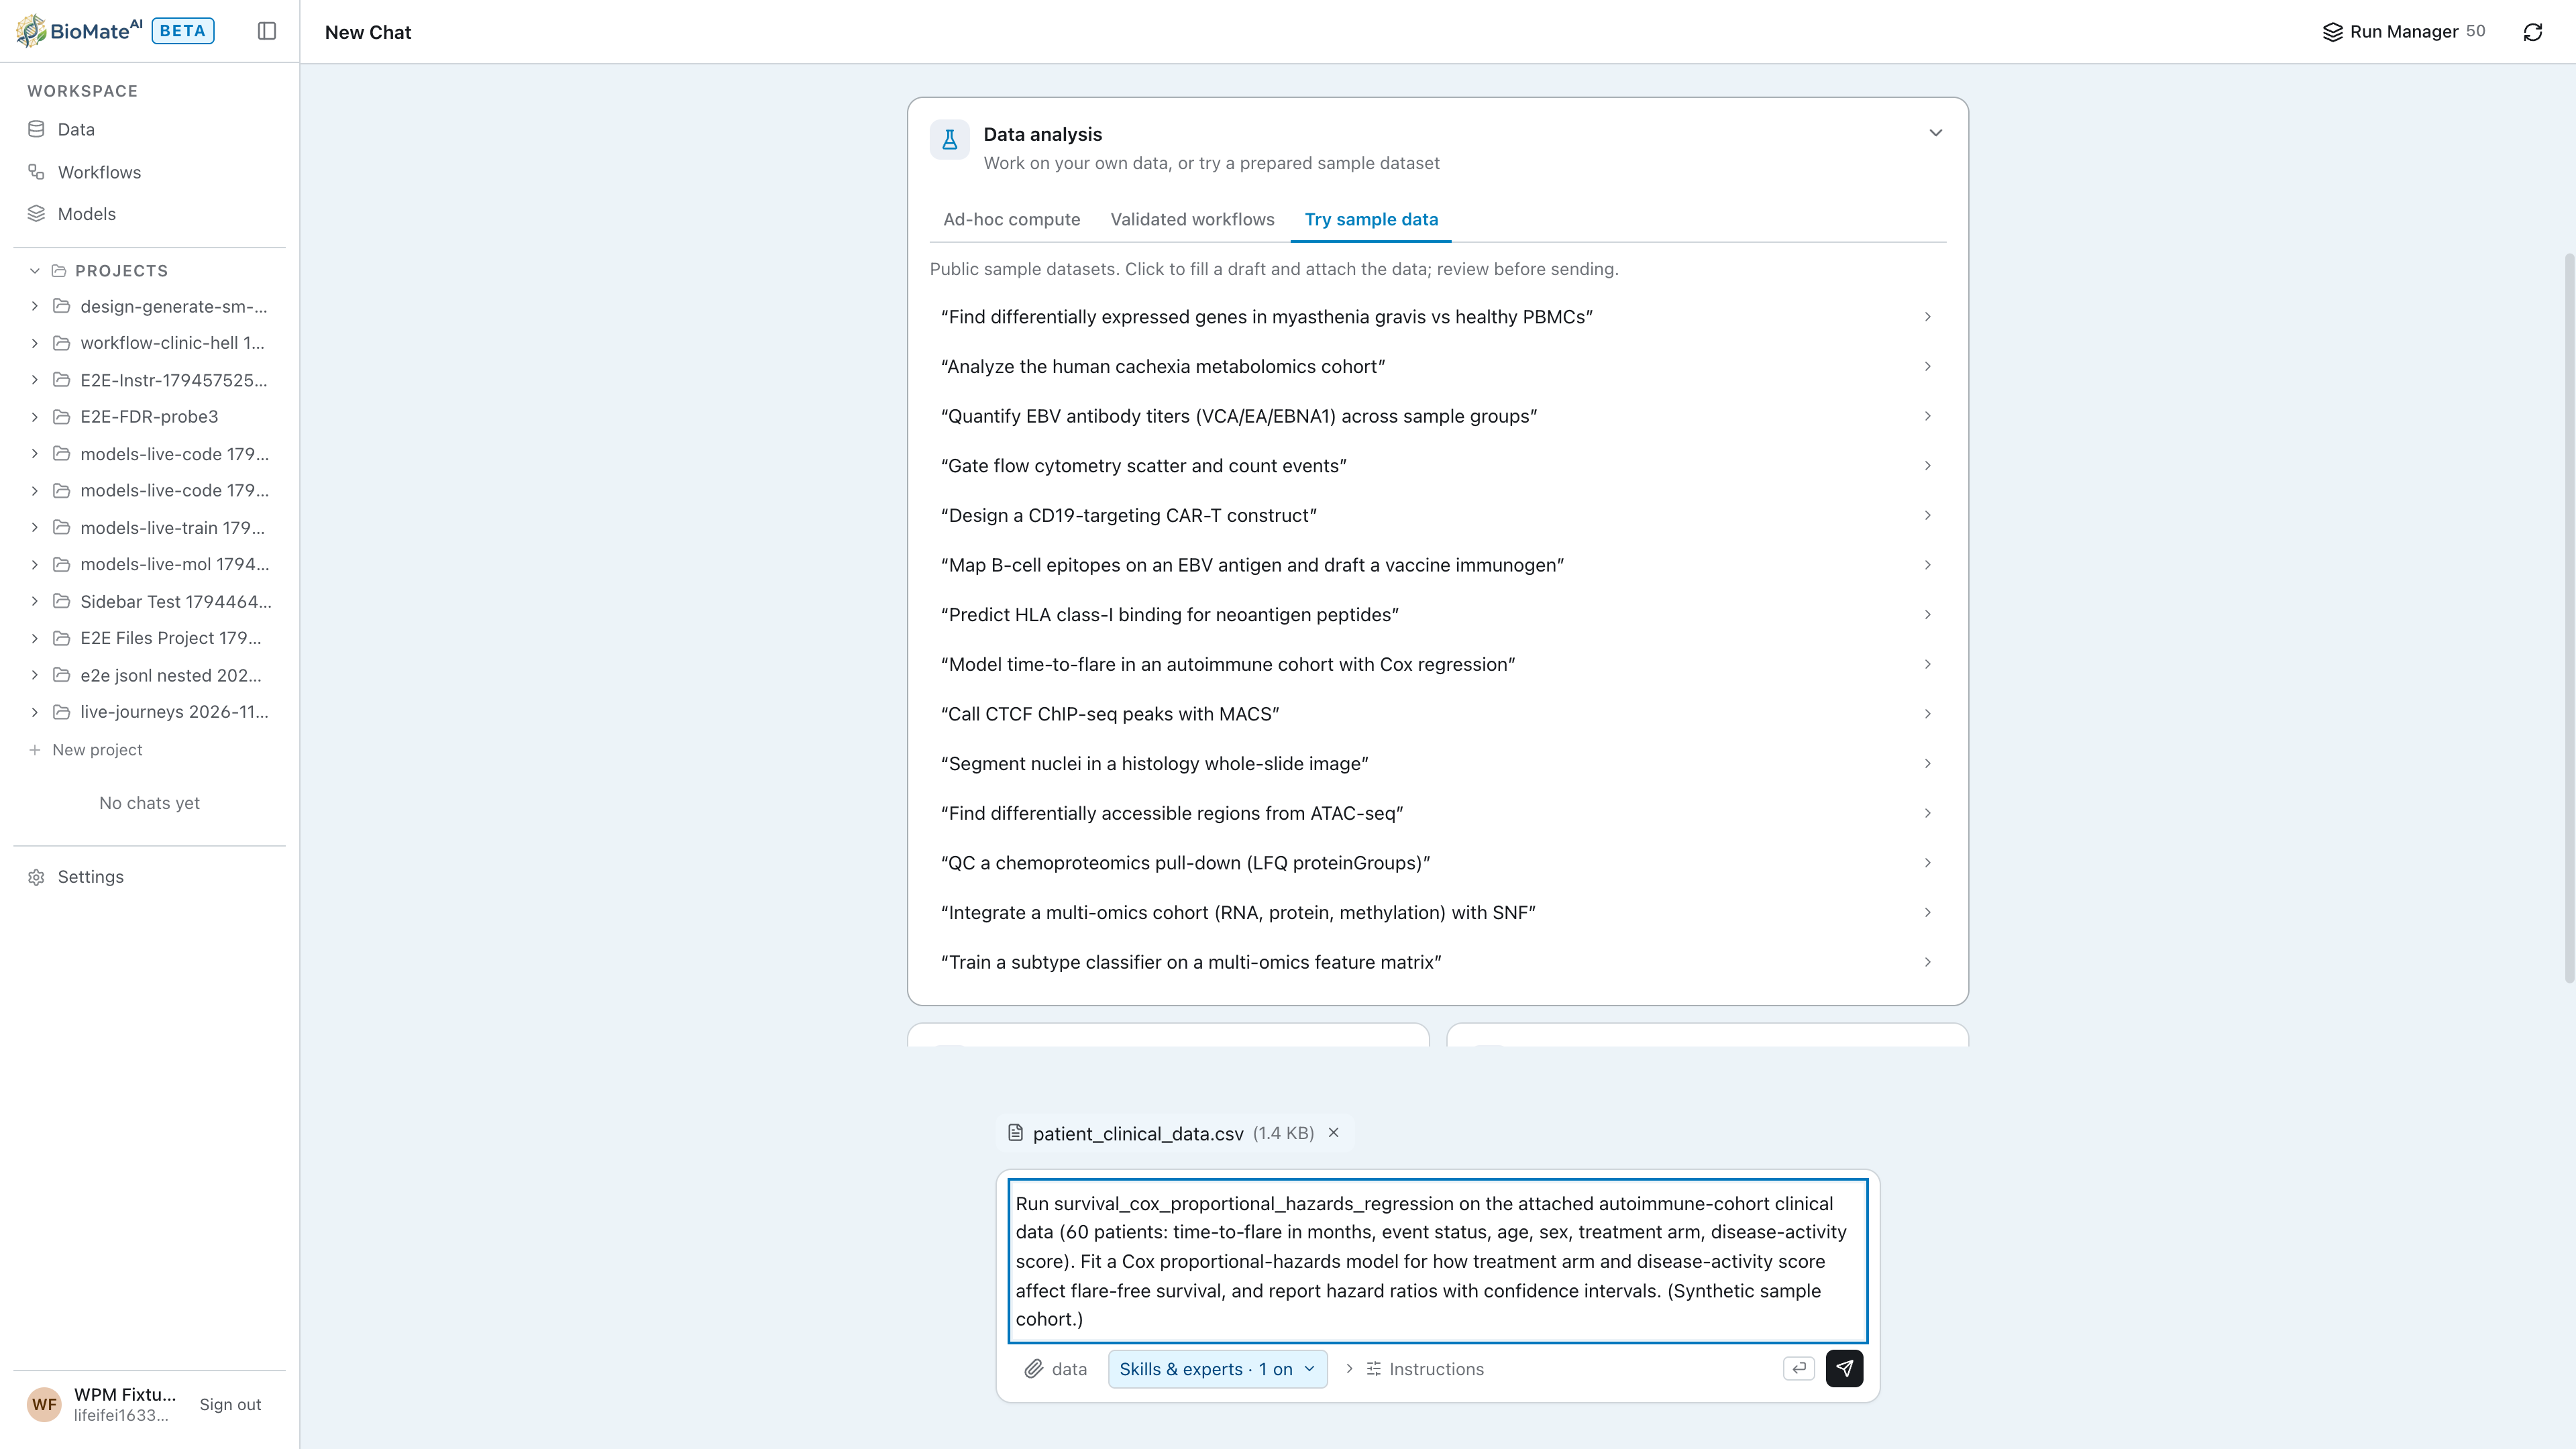 BioMate AI BETA
New Chat
Run Manager 50
WORKSPACE
Data
Workflows
Models
PROJECTS
design-generate-sm-...
workflow-clinic-hell 1...
E2E-Instr-179457525...
E2E-FDR-probe3
models-live-code 179...
models-live-code 179...
models-live-train 179...
models-live-mol 1794...
Sidebar Test 1794464...
E2E Files Project 179...
e2e jsonl nested 202...
live-journeys 2026-11...
New project
No chats yet
Settings
WF
WPM Fixtu...
lifeifei1633...
Sign out
Data analysis
Work on your own data, or try a prepared sample dataset
Ad-hoc compute Validated workflows Try sample data
Public sample datasets. Click to fill a draft and attach the data; review before sending.
“Find differentially expressed genes in myasthenia gravis vs healthy PBMCs”
“Analyze the human cachexia metabolomics cohort”
“Quantify EBV antibody titers (VCA/EA/EBNA1) across sample groups”
“Gate flow cytometry scatter and count events”
“Design a CD19-targeting CAR-T construct”
“Map B-cell epitopes on an EBV antigen and draft a vaccine immunogen”
“Predict HLA class-I binding for neoantigen peptides”
“Model time-to-flare in an autoimmune cohort with Cox regression”
“Call CTCF ChIP-seq peaks with MACS”
“Segment nuclei in a histology whole-slide image”
“Find differentially accessible regions from ATAC-seq”
“QC a chemoproteomics pull-down (LFQ proteinGroups)”
“Integrate a multi-omics cohort (RNA, protein, methylation) with SNF”
“Train a subtype classifier on a multi-omics feature matrix”
patient_clinical_data.csv (1.4 KB)
Run survival_cox_proportional_hazards_regression on the attached autoimmune-cohort clinical
data (60 patients: time-to-flare in months, event status, age, sex, treatment arm, disease-activity
score). Fit a Cox proportional-hazards model for how treatment arm and disease-activity score
affect flare-free survival, and report hazard ratios with confidence intervals. (Synthetic sample
cohort.)
data
Skills & experts · 1 on
Instructions